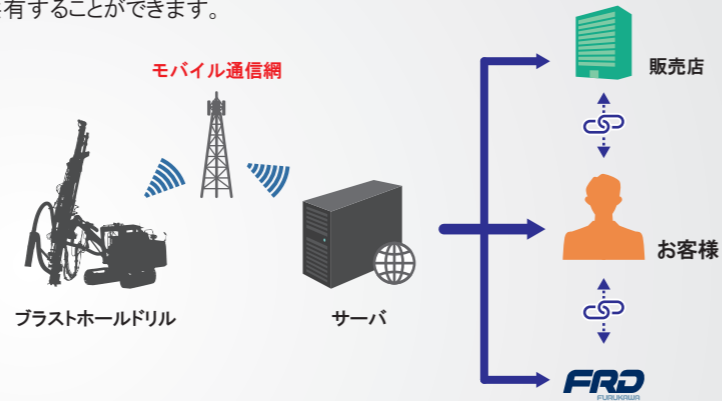 有することができます。
モバイル通信網
販売店
お客様
ブラストホールドリル
サーバ
FRD
FURUKAWA